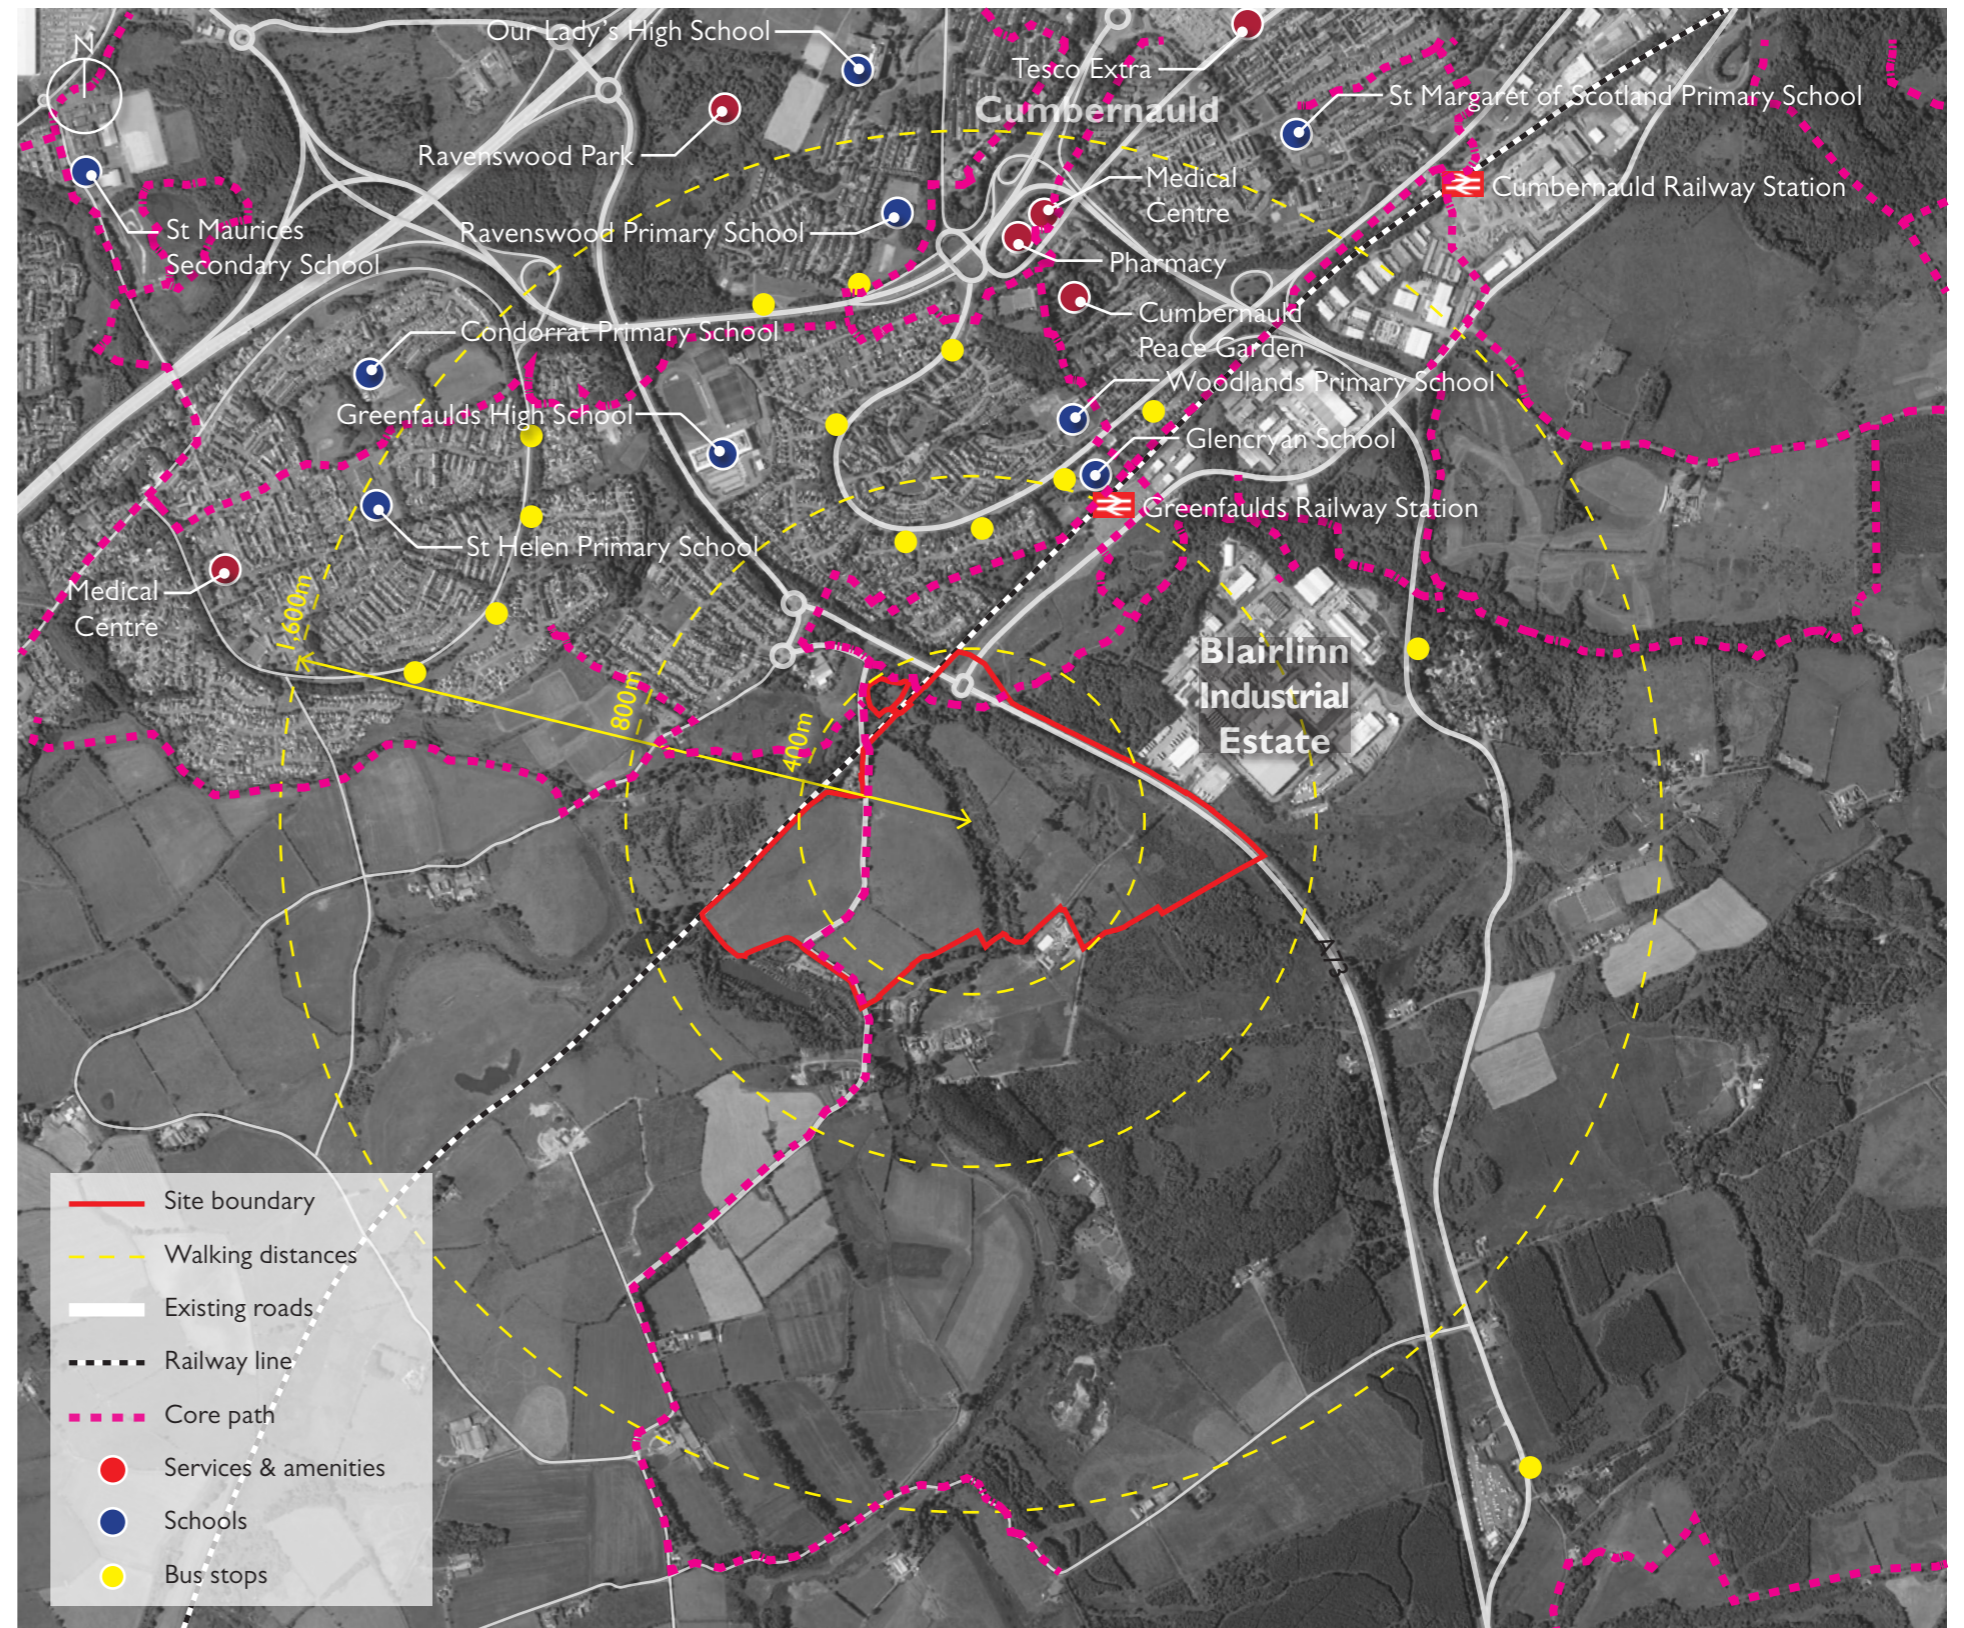 N
Our Lady's High School
Tesco Extra
Cumbernauld
St Margaret of Scotland Primary School
Ravenswood Park
Medical
Centre
Cumbernauld Railway Station
St Maurices
Secondary School
Ravenswood Primary School
Pharmacy
Cumbernauld
Peace Garden
Condorrat Primary School
Woodlands Primary School
Greenfaulds High School
Glencryan School
Greenfaulds Railway Station
St Helen Primary School
Medical
Centre
1,600m
800m
400m
Blairlinn
Industrial
Estate
A73
Site boundary
Walking distances
Existing roads
Railway line
Core path
Services & amenities
Schools
Bus stops